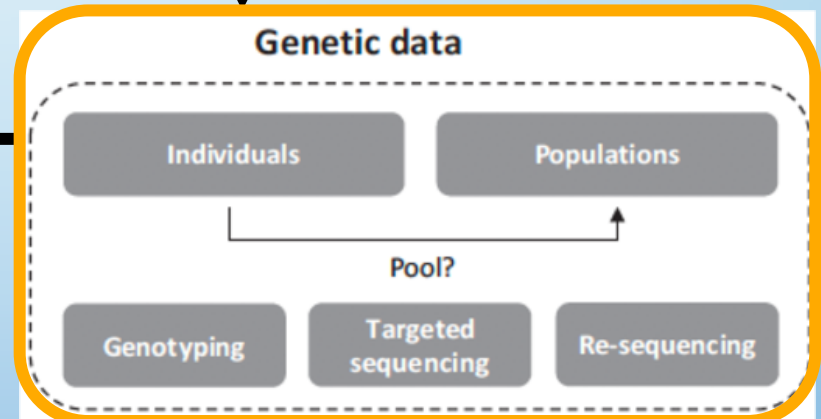 Genetic data
Individuals
Populations
Pool?
Genotyping
Targeted
sequencing
Re-sequencing